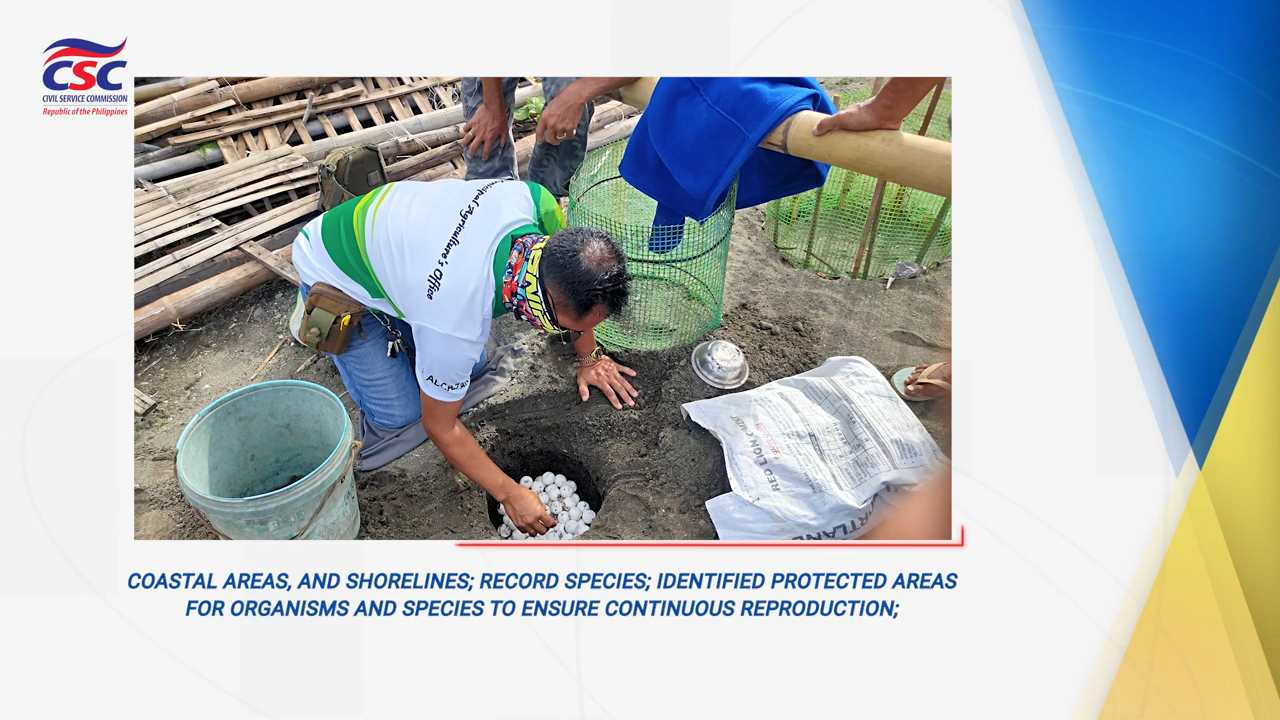 CSC
CIVIL SERVICE COMMISSION
Republic of the Philippines
Municipal Agriculture's Office
RED LION CEMENT
COASTAL AREAS, AND SHORELINES; RECORD SPECIES; IDENTIFIED PROTECTED AREAS
FOR ORGANISMS AND SPECIES TO ENSURE CONTINUOUS REPRODUCTION;